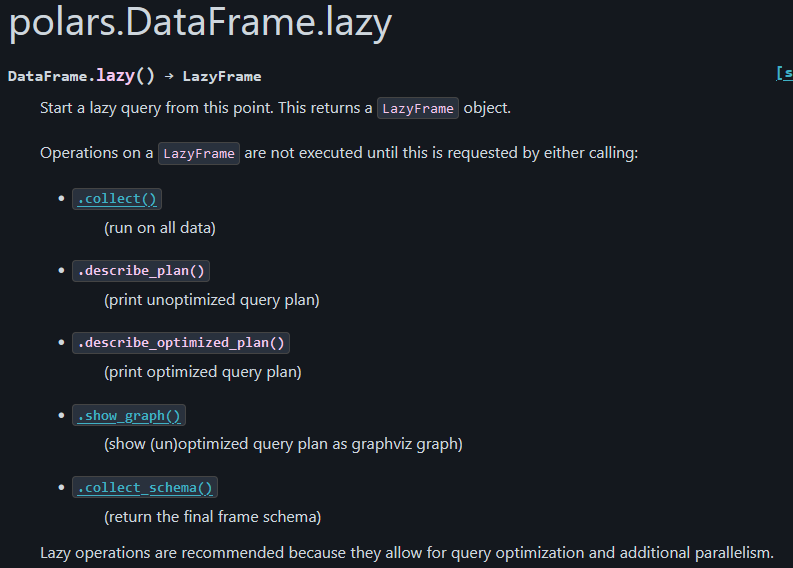 polars.DataFrame.lazy
DataFrame.lazy() → LazyFrame
[s
Start a lazy query from this point. This returns a LazyFrame object.
Operations on a LazyFrame are not executed until this is requested by either calling:
• .collect()
(run on all data)
• .describe_plan()
(print unoptimized query plan)
• .describe_optimized_plan()
(print optimized query plan)
• .show_graph()
(show (un)optimized query plan as graphviz graph)
• .collect_schema()
(return the final frame schema)
Lazy operations are recommended because they allow for query optimization and additional parallelism.